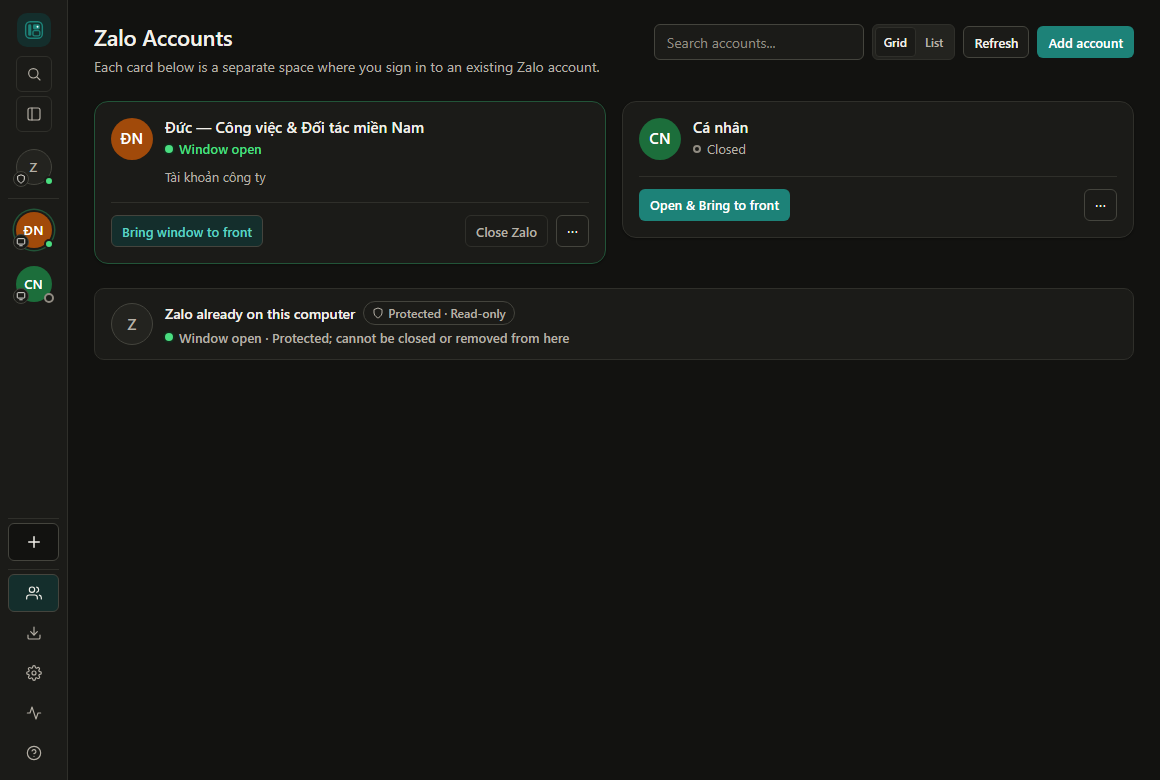 Zalo Accounts
Each card below is a separate space where you sign in to an existing Zalo account.
Search accounts...
Grid
List
Refresh
Add account
ĐN
Đức — Công việc & Đối tác miền Nam
Window open
Tài khoản công ty
Bring window to front
Close Zalo
...
CN
Cá nhân
Closed
Open & Bring to front
...
Z
Zalo already on this computer
Protected · Read-only
Window open · Protected; cannot be closed or removed from here
Z
ĐN
CN